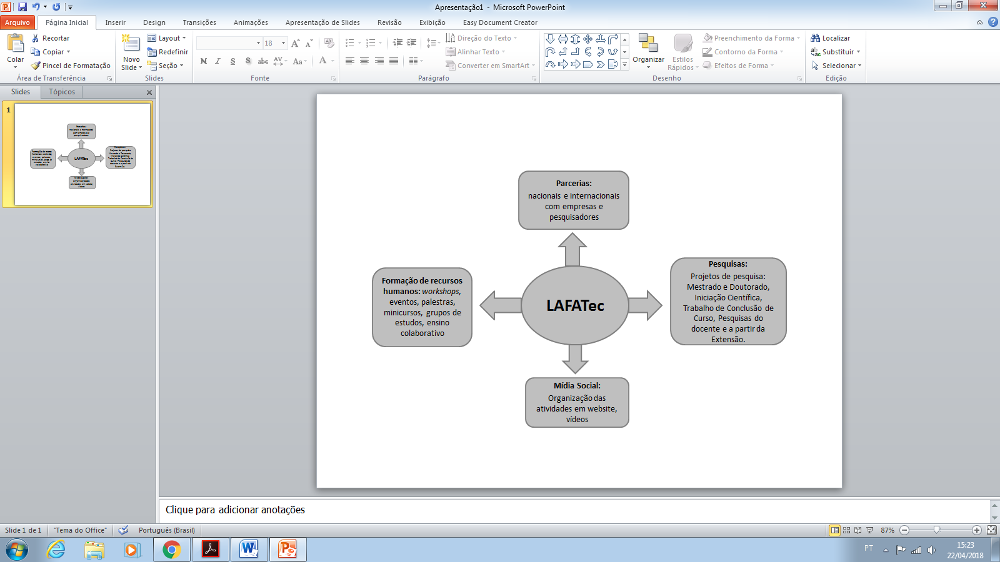 Apresentação1 - Microsoft PowerPoint
Arquivo
Página Inicial
Inserir
Design
Transições
Animações
Apresentação de Slides
Revisão
Exibição
Easy Document Creator
Colar
Recortar
Copiar
Pincel de Formatação
Área de Transferência
Novo
Slide
Layout
Redefinir
Seção
Slides
18
N I S S abc AV Aa A
Fonte
Direção do Texto
Alinhar Texto
Converter em SmartArt
Parágrafo
Organizar
Estilos
Rápidos
Preenchimento da Forma
Contorno da Forma
Efeitos de Forma
Desenho
Localizar
Substituir
Selecionar
Edição
Slides
Tópicos
1
LAFATec
Parcerias:
nacionais e internacionais
com empresas e
pesquisadores
Formação de recursos
humanos: workshops,
eventos, palestras,
minicursos, grupos de
estudos, ensino
colaborativo
LAFATec
Pesquisas:
Projetos de pesquisa:
Mestrado e Doutorado,
Iniciação Científica,
Trabalho de Conclusão de
Curso, Pesquisas do
docente e a partir da
Extensão.
Mídia Social:
Organização das
atividades em website,
vídeos
Clique para adicionar anotações
Slide 1 de 1
"Tema do Office"
Português (Brasil)
87%
PT
15:23
22/04/2018